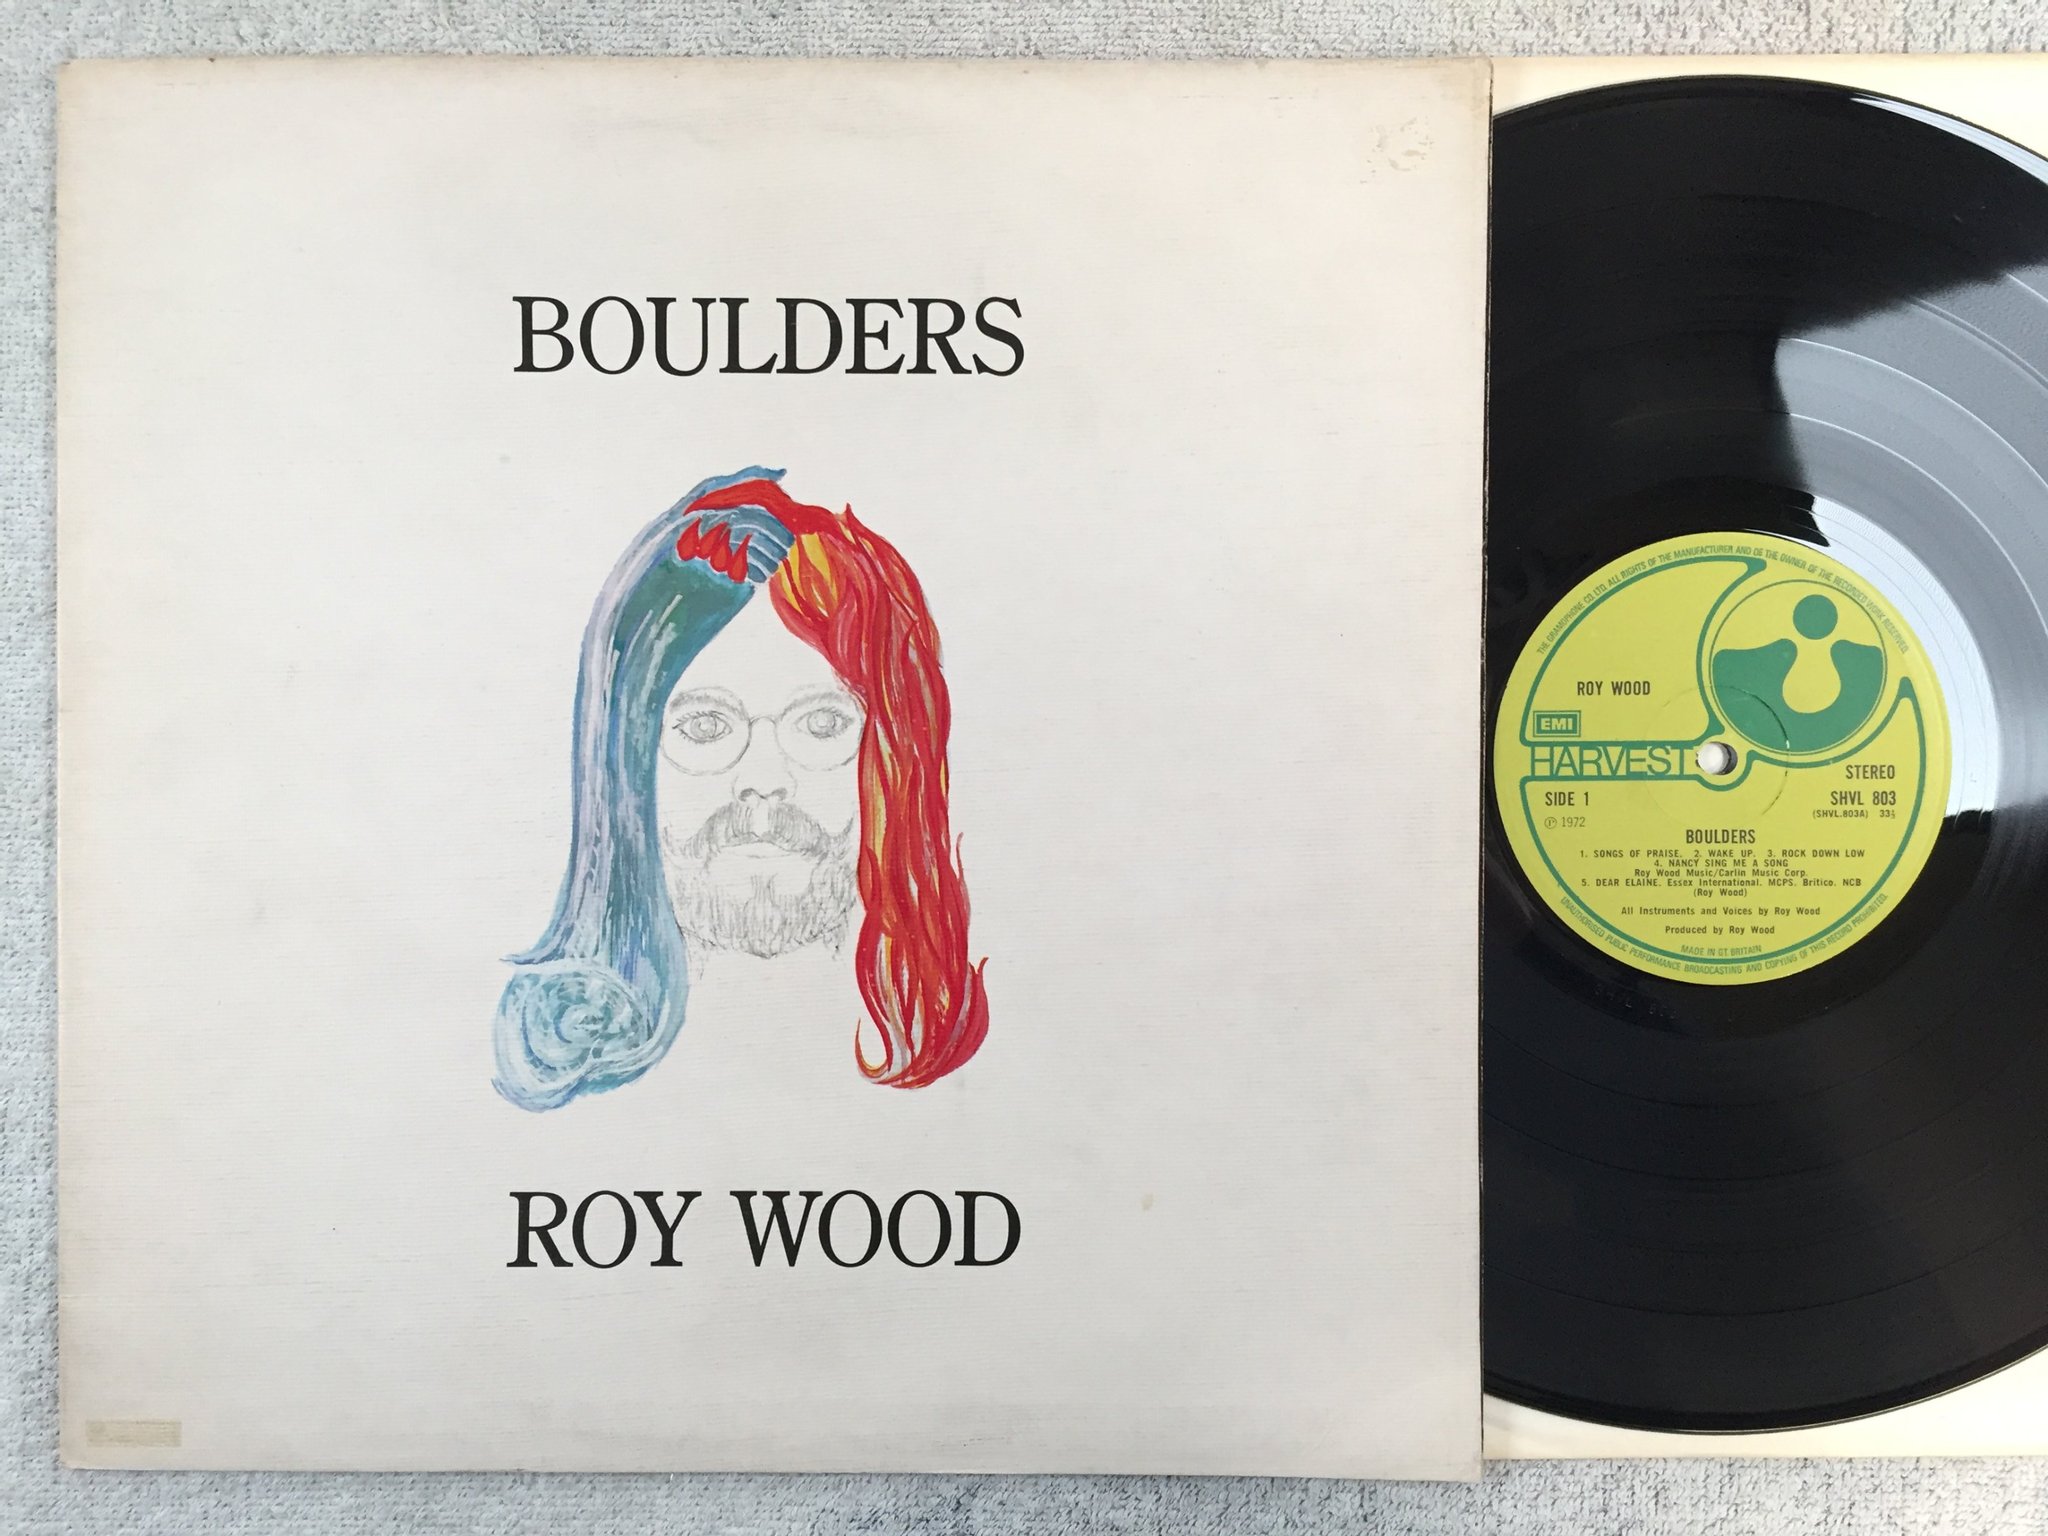 BOULDERS
ROY WOOD
THE GRAMOPHONE CO. LTD. ALL RIGHTS OF THE MANUFACTURER AND OF THE OWNER OF THE RECORDED WORK RESERVED.
ROY WOOD
EMI
HARVEST
STEREO
SIDE 1
SHVL 803
(SHVL.803A) 33⅓
Ⓟ 1972
BOULDERS
1. SONGS OF PRAISE. 2. WAKE UP. 3. ROCK DOWN LOW
4. NANCY SING ME A SONG
Roy Wood Music/Carlin Music Corp.
5. DEAR ELAINE. Essex International. MCPS. Britico. NCB
(Roy Wood)
All Instruments and Voices by Roy Wood
Produced by Roy Wood
MADE IN GT. BRITAIN
UNAUTHORISED PUBLIC PERFORMANCE BROADCASTING AND COPYING OF THIS RECORD PROHIBITED.